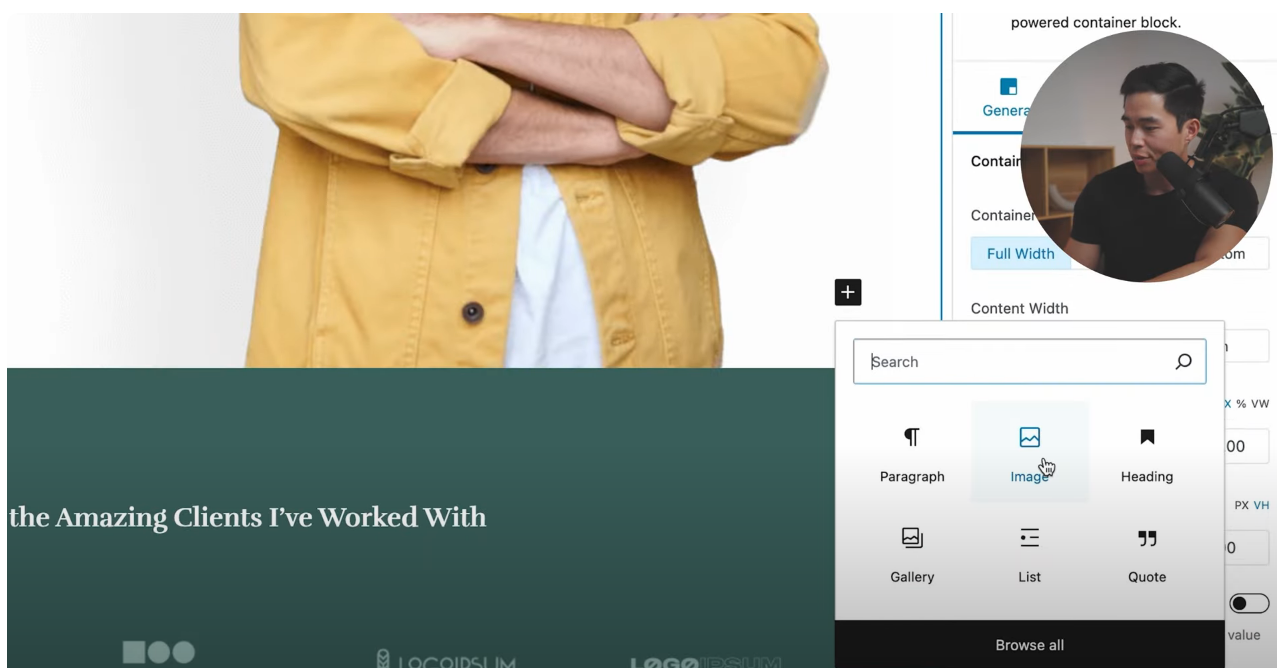 powered container block.
Genera
Contain
Container
Full Width
om
Content Width
Search
X % VW
Paragraph
Image
Heading
00
PX VH
the Amazing Clients I've Worked With
0
Gallery
List
Quote
value
Browse all
LOGOIPSUM
LOGOIPSUM